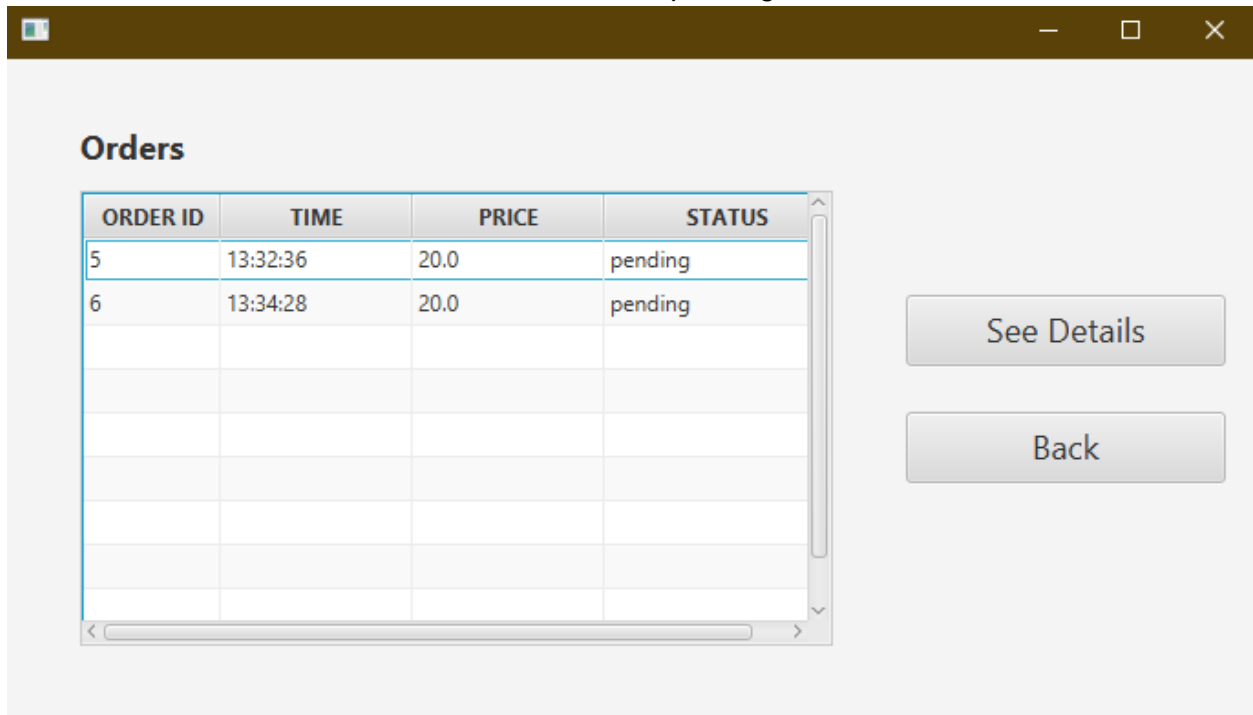 Orders
ORDER ID TIME PRICE STATUS
5 13:32:36 20.0 pending
6 13:34:28 20.0 pending
See Details
Back